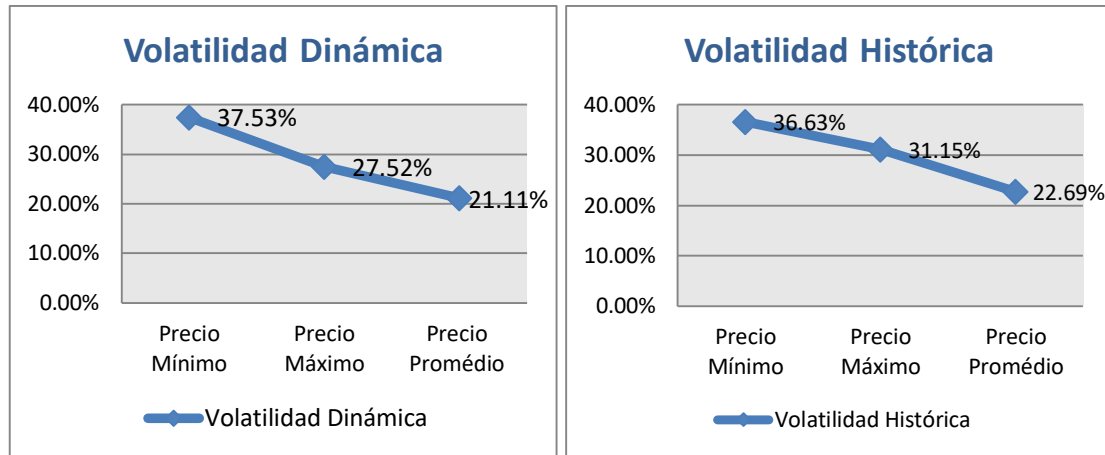 Volatilidad Dinámica
40.00%
30.00%
20.00%
10.00%
0.00%
37.53%
27.52%
21.11%
Precio
Mínimo
Precio
Máximo
Precio
Promédio
Volatilidad Dinámica
Volatilidad Histórica
40.00%
30.00%
20.00%
10.00%
0.00%
36.63%
31.15%
22.69%
Precio
Mínimo
Precio
Máximo
Precio
Promédio
Volatilidad Histórica